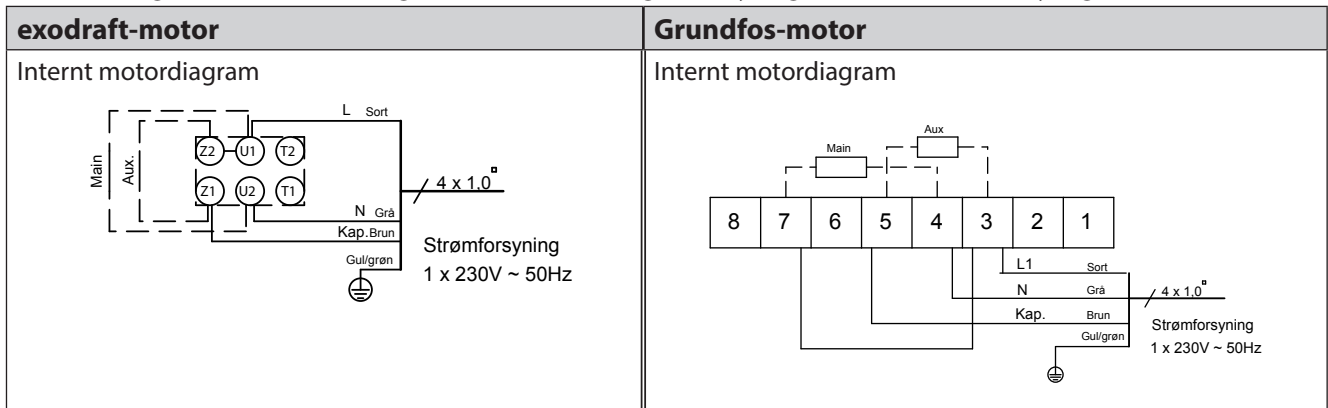 exodraft-motor
Internt motordiagram
L Sort
Main
Aux.
Z2 U1 T2
Z1 U2 T1
4 x 1,0
N Grå
Kap. Brun
Gul/grøn
Strømforsyning
1 x 230V ~ 50Hz
Grundfos-motor
Internt motordiagram
Aux
Main
8 7 6 5 4 3 2 1
L1 Sort
N Grå
Kap. Brun
Gul/grøn
4 x 1,0
Strømforsyning
1 x 230V ~ 50Hz